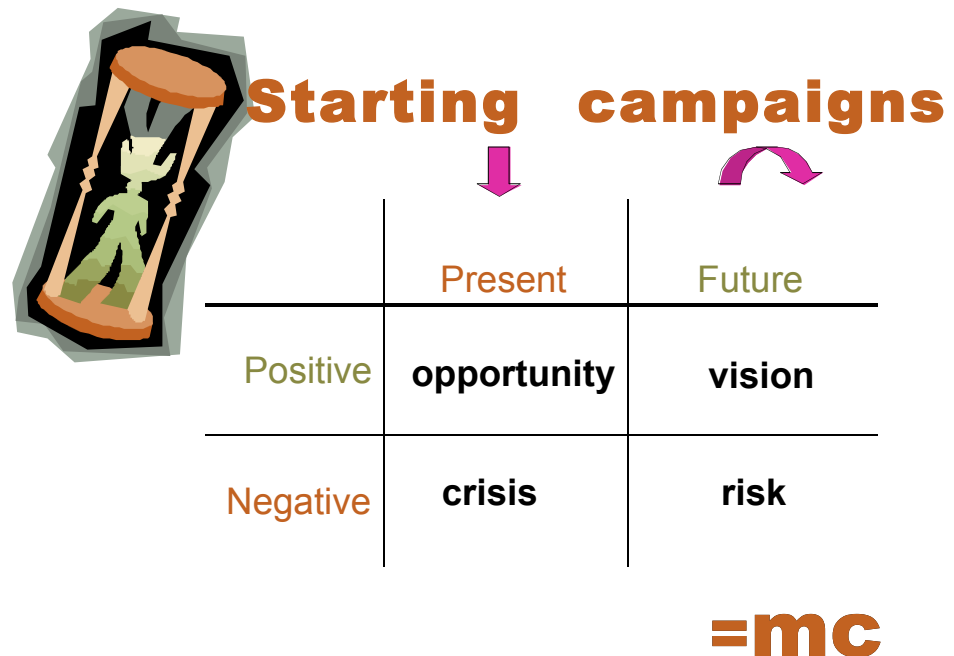 Starting campaigns
Present Future
Positive opportunity vision
Negative crisis risk
=mc